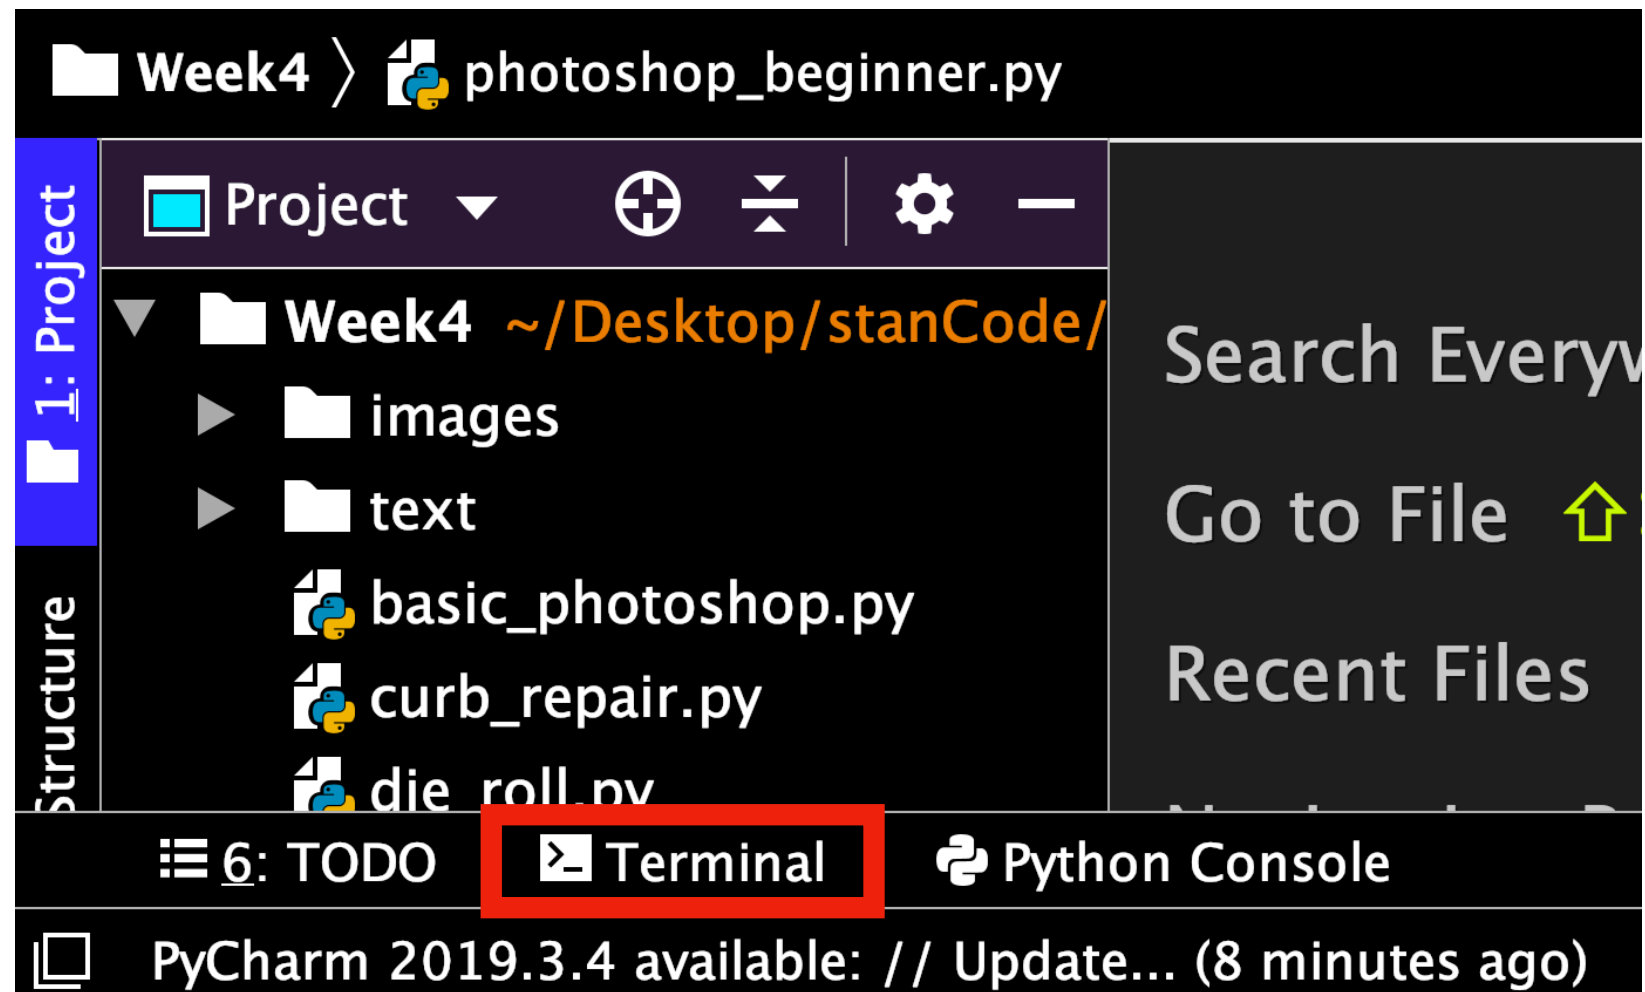 Week4 photoshop_beginner.py
1: Project
Structure
Project
Week4 ~/Desktop/stanCode/
images
text
basic_photoshop.py
curb_repair.py
die_roll.py
Search
Go to File
Recent Files
6: TODO Terminal Python Console
PyCharm 2019.3.4 available: // Update... (8 minutes ago)